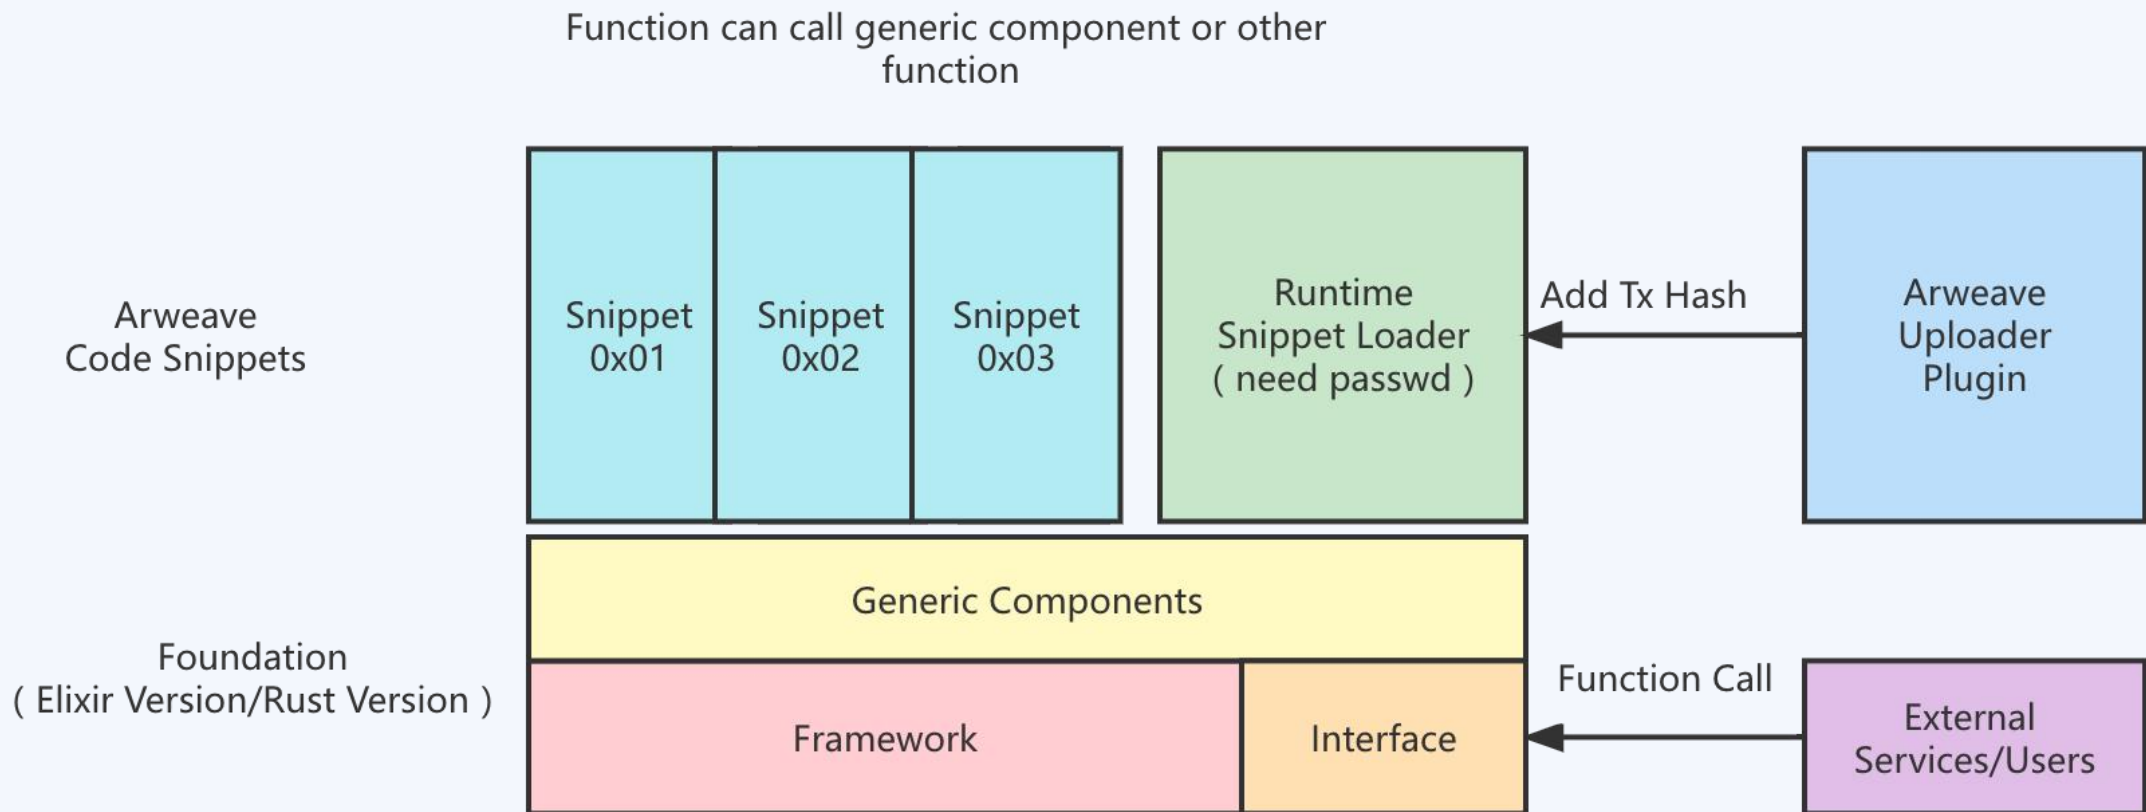 Function can call generic component or other
function
Arweave
Code Snippets
Snippet
0x01
Snippet
0x02
Snippet
0x03
Runtime
Snippet Loader
( need passwd )
Add Tx Hash
Arweave
Uploader
Plugin
Generic Components
Foundation
( Elixir Version/Rust Version )
Framework
Interface
Function Call
External
Services/Users